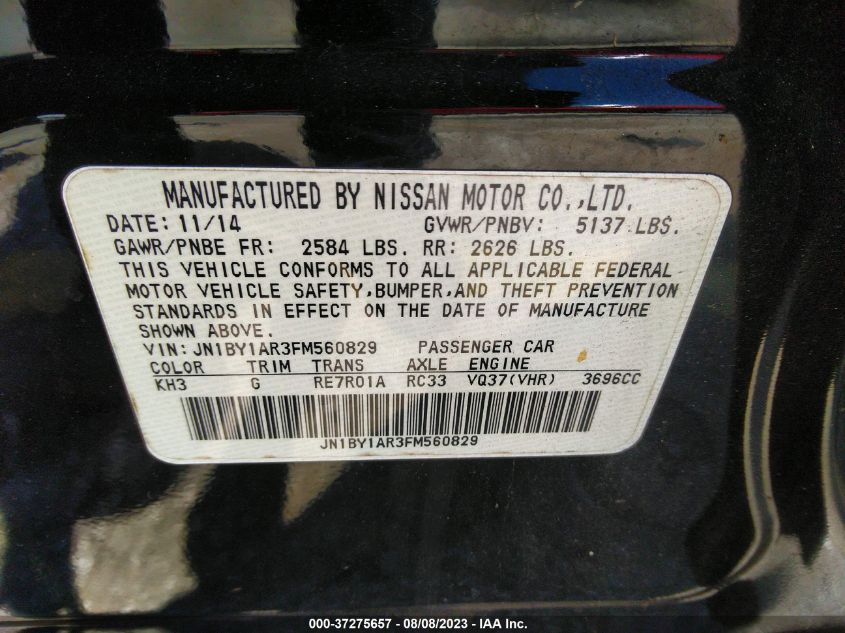 MANUFACTURED BY NISSAN MOTOR CO.,LTD.
DATE: 11/14 GVWR/PNBV: 5137 LBS.
GAWR/PNBE FR: 2584 LBS. RR: 2626 LBS.
THIS VEHICLE CONFORMS TO ALL APPLICABLE FEDERAL
MOTOR VEHICLE SAFETY,BUMPER,AND THEFT PREVENTION
STANDARDS IN EFFECT ON THE DATE OF MANUFACTURE
SHOWN ABOVE.
VIN: JN1BY1AR3FM560829 PASSENGER CAR
COLOR TRIM TRANS AXLE ENGINE
KH3 G RE7R01A RC33 VQ37(VHR) 3696CC
JN1BY1AR3FM560829
000-37275657 - 08/08/2023 - IAA Inc.